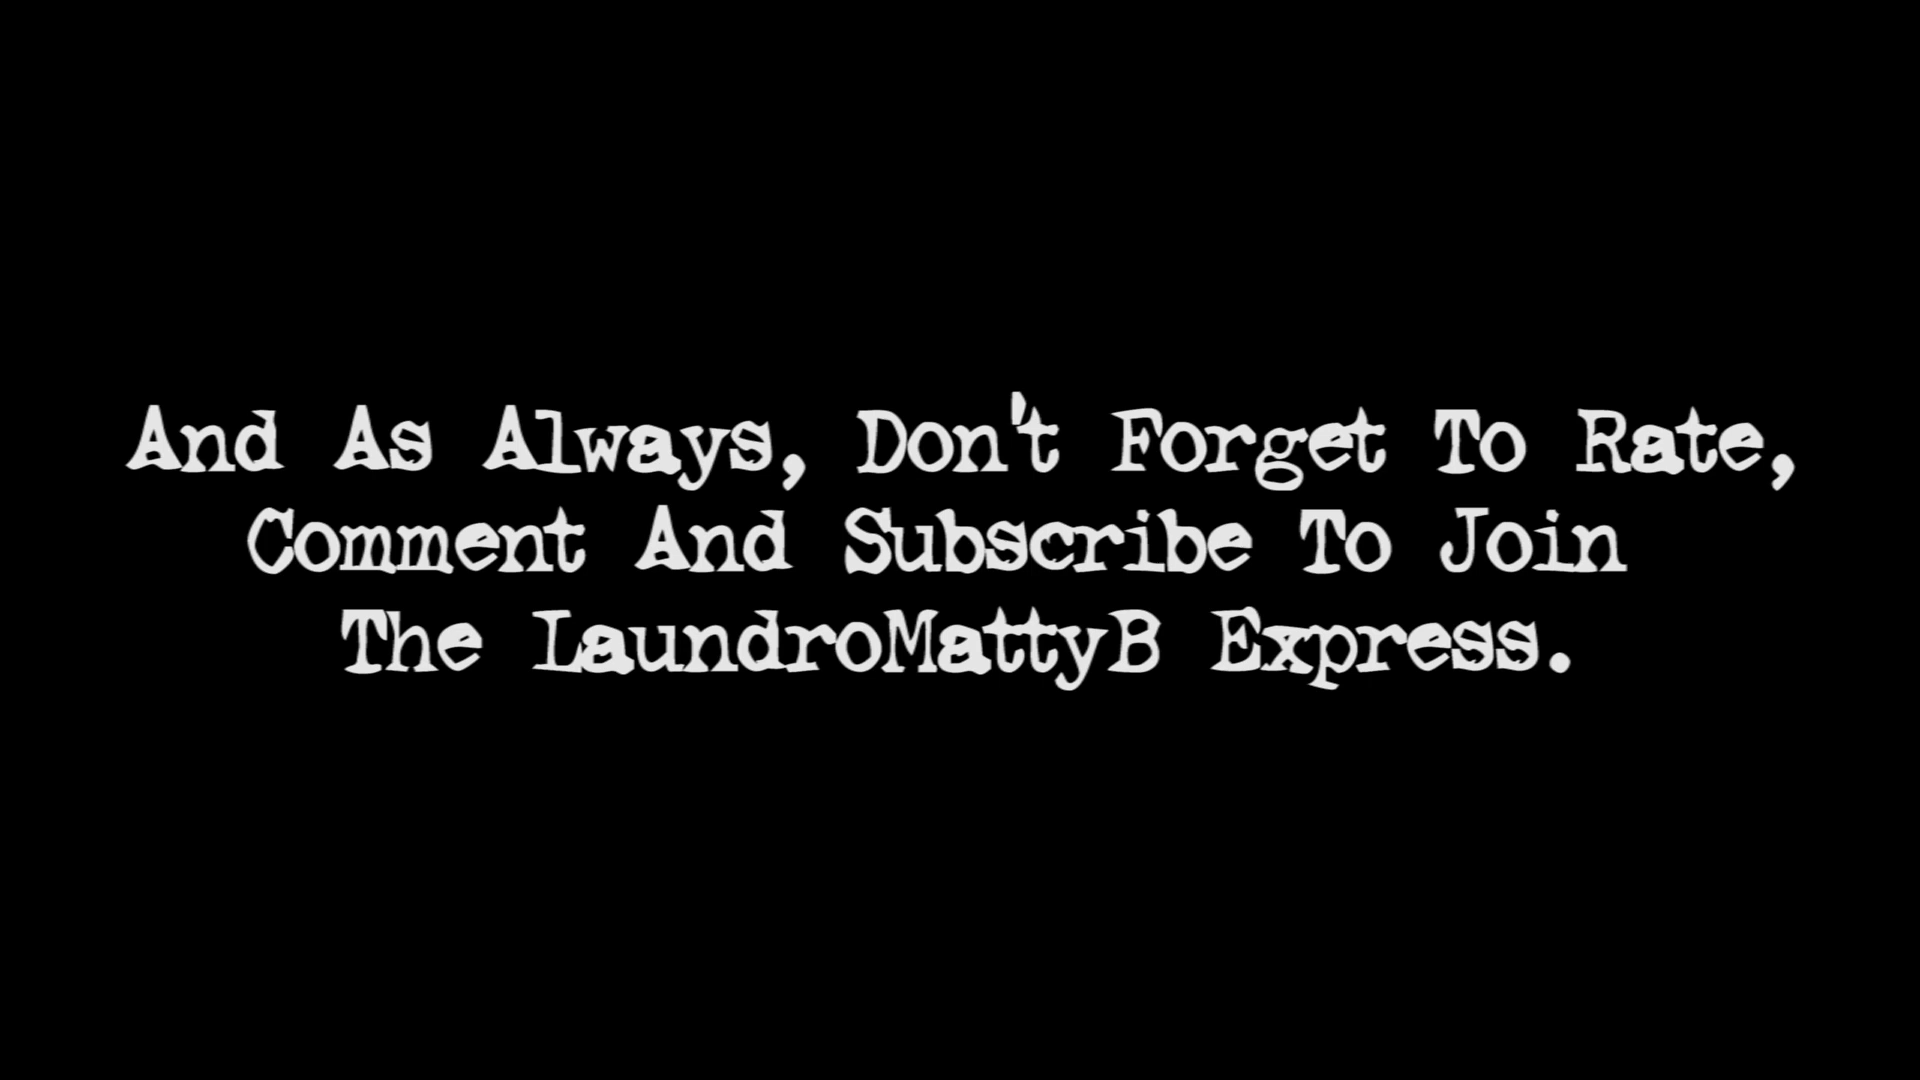 And As Always, Don't Forget To Rate,
Comment And Subscribe To Join
The LaundroMattyB Express.